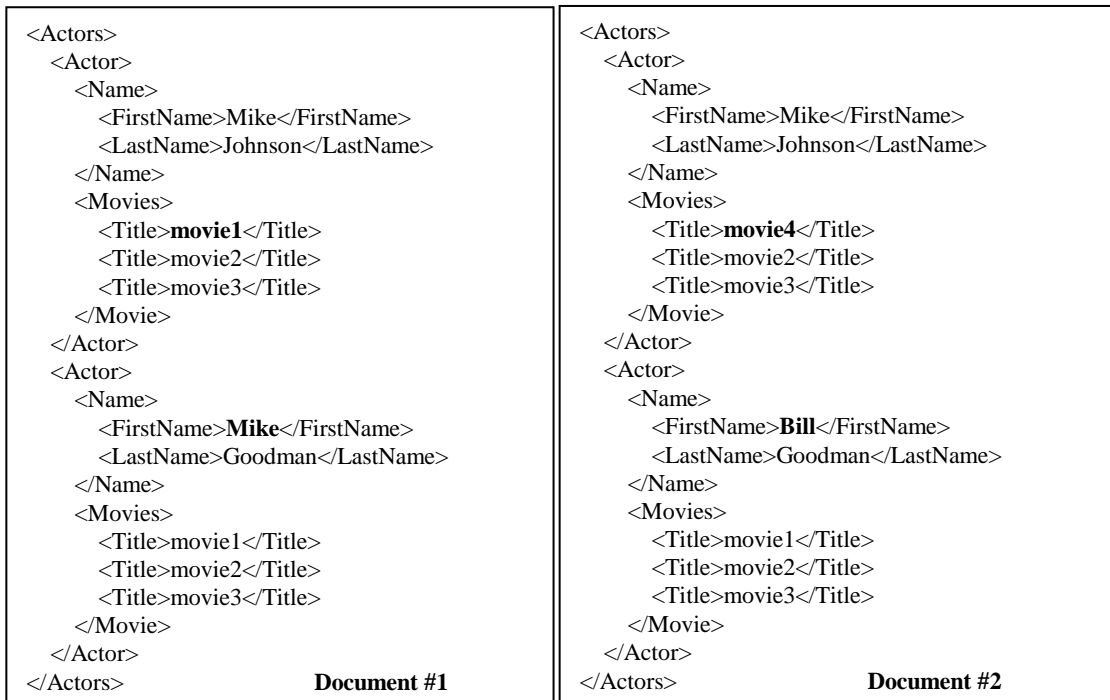 <Actors>
<Actor>
<Name>
<FirstName>Mike</FirstName>
<LastName>Johnson</LastName>
</Name>
<Movies>
<Title>movie1</Title>
<Title>movie2</Title>
<Title>movie3</Title>
</Movie>
</Actor>
<Actor>
<Name>
<FirstName>Mike</FirstName>
<LastName>Goodman</LastName>
</Name>
<Movies>
<Title>movie1</Title>
<Title>movie2</Title>
<Title>movie3</Title>
</Movie>
</Actor>
</Actors> Document #1
<Actors>
<Actor>
<Name>
<FirstName>Mike</FirstName>
<LastName>Johnson</LastName>
</Name>
<Movies>
<Title>movie4</Title>
<Title>movie2</Title>
<Title>movie3</Title>
</Movie>
</Actor>
<Actor>
<Name>
<FirstName>Bill</FirstName>
<LastName>Goodman</LastName>
</Name>
<Movies>
<Title>movie1</Title>
<Title>movie2</Title>
<Title>movie3</Title>
</Movie>
</Actor>
</Actors> Document #2